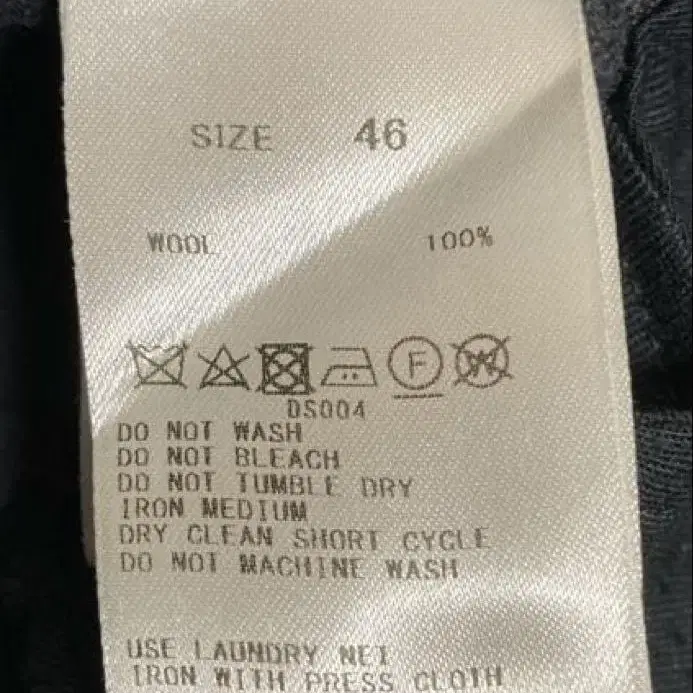 SIZE 46
WOOL 100%
F W
DS004
DO NOT WASH
DO NOT BLEACH
DO NOT TUMBLE DRY
IRON MEDIUM
DRY CLEAN SHORT CYCLE
DO NOT MACHINE WASH
USE LAUNDRY NET
IRON WITH PRESS CLOTH